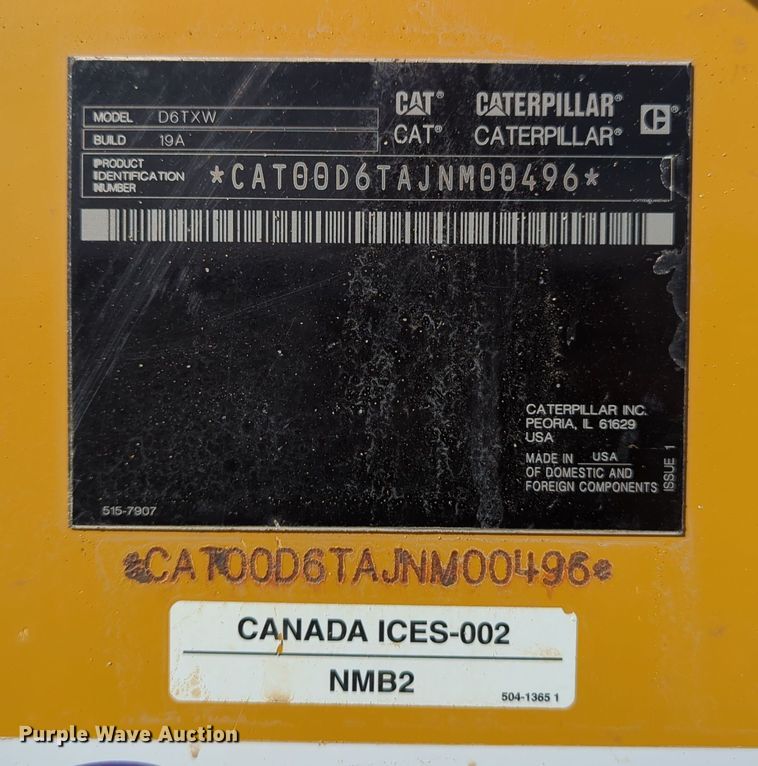 MODEL D6TXW
BUILD 19A
CAT® CATERPILLAR®
CAT® CATERPILLAR®
C®
PRODUCT
IDENTIFICATION
NUMBER
*CAT00D6TAJNM00496*
CATERPILLAR INC.
PEORIA, IL 61629
USA
MADE IN USA
OF DOMESTIC AND
FOREIGN COMPONENTS
ISSUE 1
515-7907
*CAT00D6TAJNM00496*
CANADA ICES-002
NMB2
504-1365 1
Purple Wave Auction